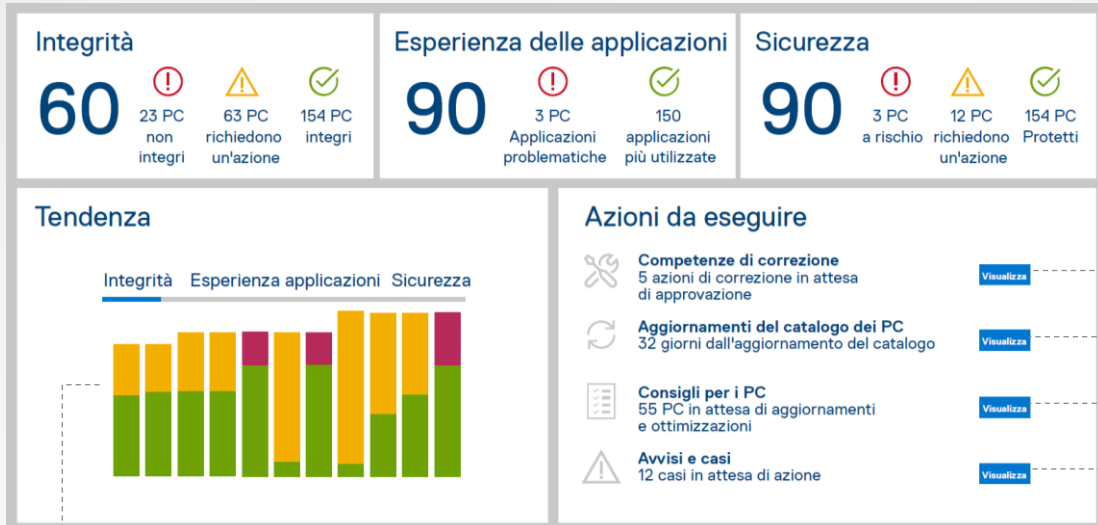 Integrità
60
23 PC
non
integri
63 PC
richiedono
un'azione
154 PC
integri
Esperienza delle applicazioni
90
3 PC
Applicazioni
problematiche
150
applicazioni
più utilizzate
Sicurezza
90
3 PC
a rischio
12 PC
richiedono
un'azione
154 PC
Protetti
Tendenza
Integrità Esperienza applicazioni Sicurezza
Azioni da eseguire
Competenze di correzione
5 azioni di correzione in attesa
di approvazione
Visualizza
Aggiornamenti del catalogo dei PC
32 giorni dall'aggiornamento del catalogo
Visualizza
Consigli per i PC
55 PC in attesa di aggiornamenti
e ottimizzazioni
Visualizza
Avvisi e casi
12 casi in attesa di azione
Visualizza